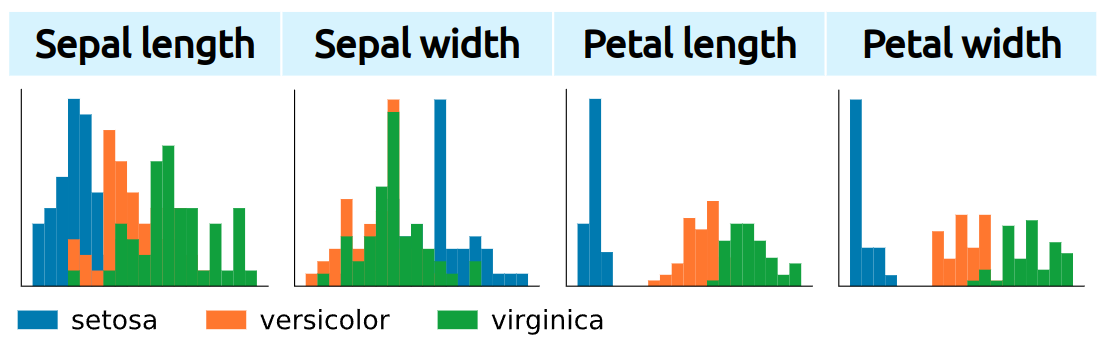 Sepal length Sepal width Petal length Petal width
setosa versicolor virginica